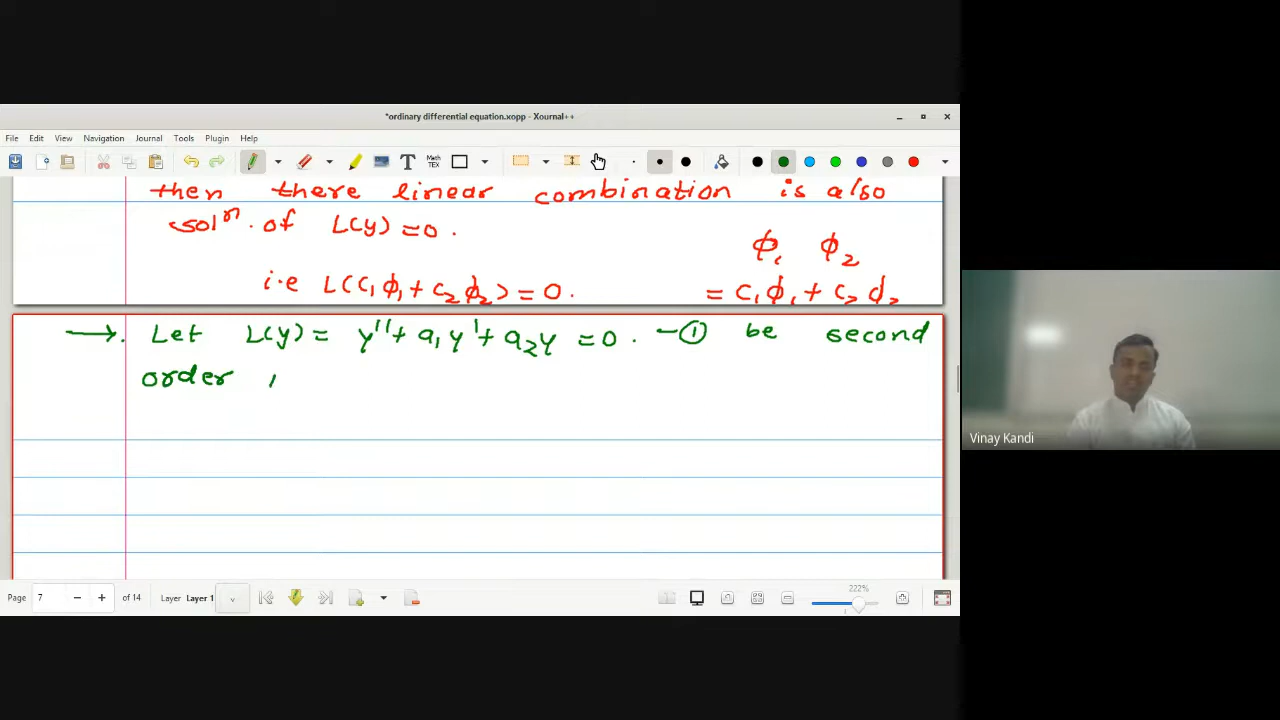 *ordinary differential equation.xopp - Xournal++
File Edit View Navigation Journal Tools Plugin Help
then there linear combination is also
solⁿ. of L(y) = 0.
ϕ₁ ϕ₂
i.e L(c₁ϕ₁ + c₂ϕ₂) = 0. = c₁ϕ₁ + c₂ϕ₂
→. Let L(y) = y'' + a₁y' + a₂y = 0. —① be second
order
Vinay Kandi
Page 7 of 14 Layer Layer 1 222%